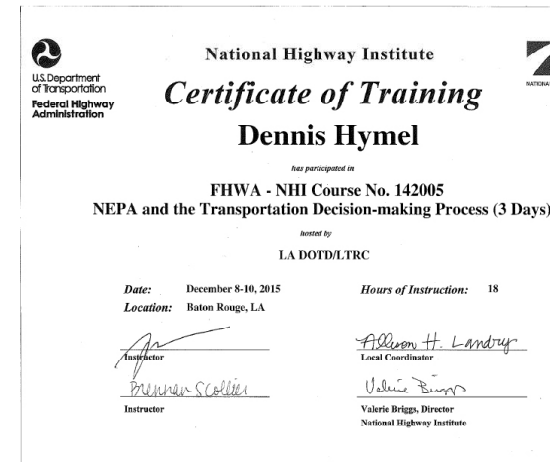 National Highway Institute
U.S. Department
of Transportation
Federal Highway
Administration
NATIONAL
Certificate of Training
Dennis Hymel
has participated in
FHWA - NHI Course No. 142005
NEPA and the Transportation Decision-making Process (3 Days)
hosted by
LA DOTD/LTRC
Date: December 8-10, 2015 Hours of Instruction: 18
Location: Baton Rouge, LA
Allison H. Landry
Instructor Local Coordinator
Brennan Scollier Valerie Briggs
Instructor Valerie Briggs, Director
National Highway Institute